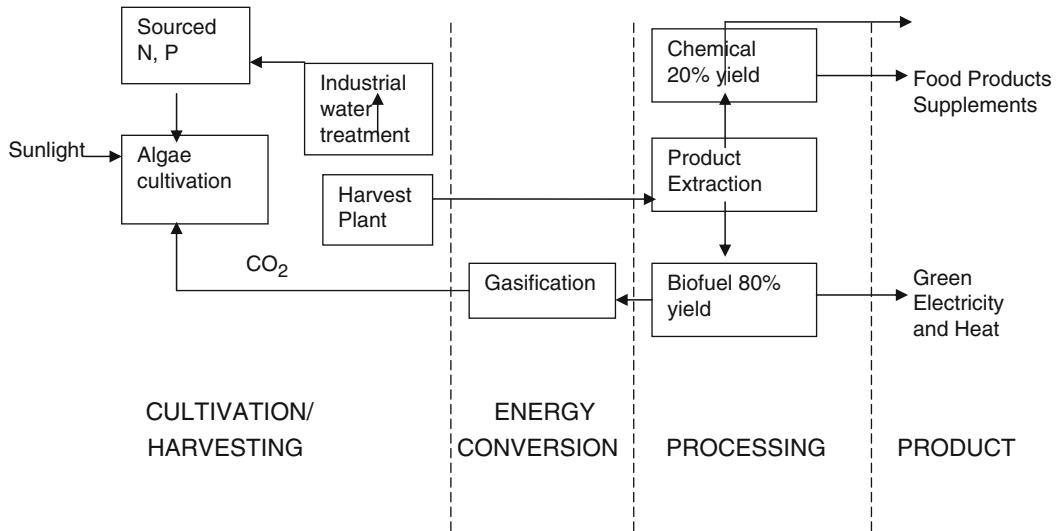 Sourced
N, P
Industrial
water
treatment
Sunlight
Algae
cultivation
Harvest
Plant
CO₂
Gasification
Chemical
20% yield
Product
Extraction
Biofuel 80%
yield
Food Products
Supplements
Green
Electricity
and Heat
CULTIVATION/
HARVESTING
ENERGY
CONVERSION
PROCESSING
PRODUCT